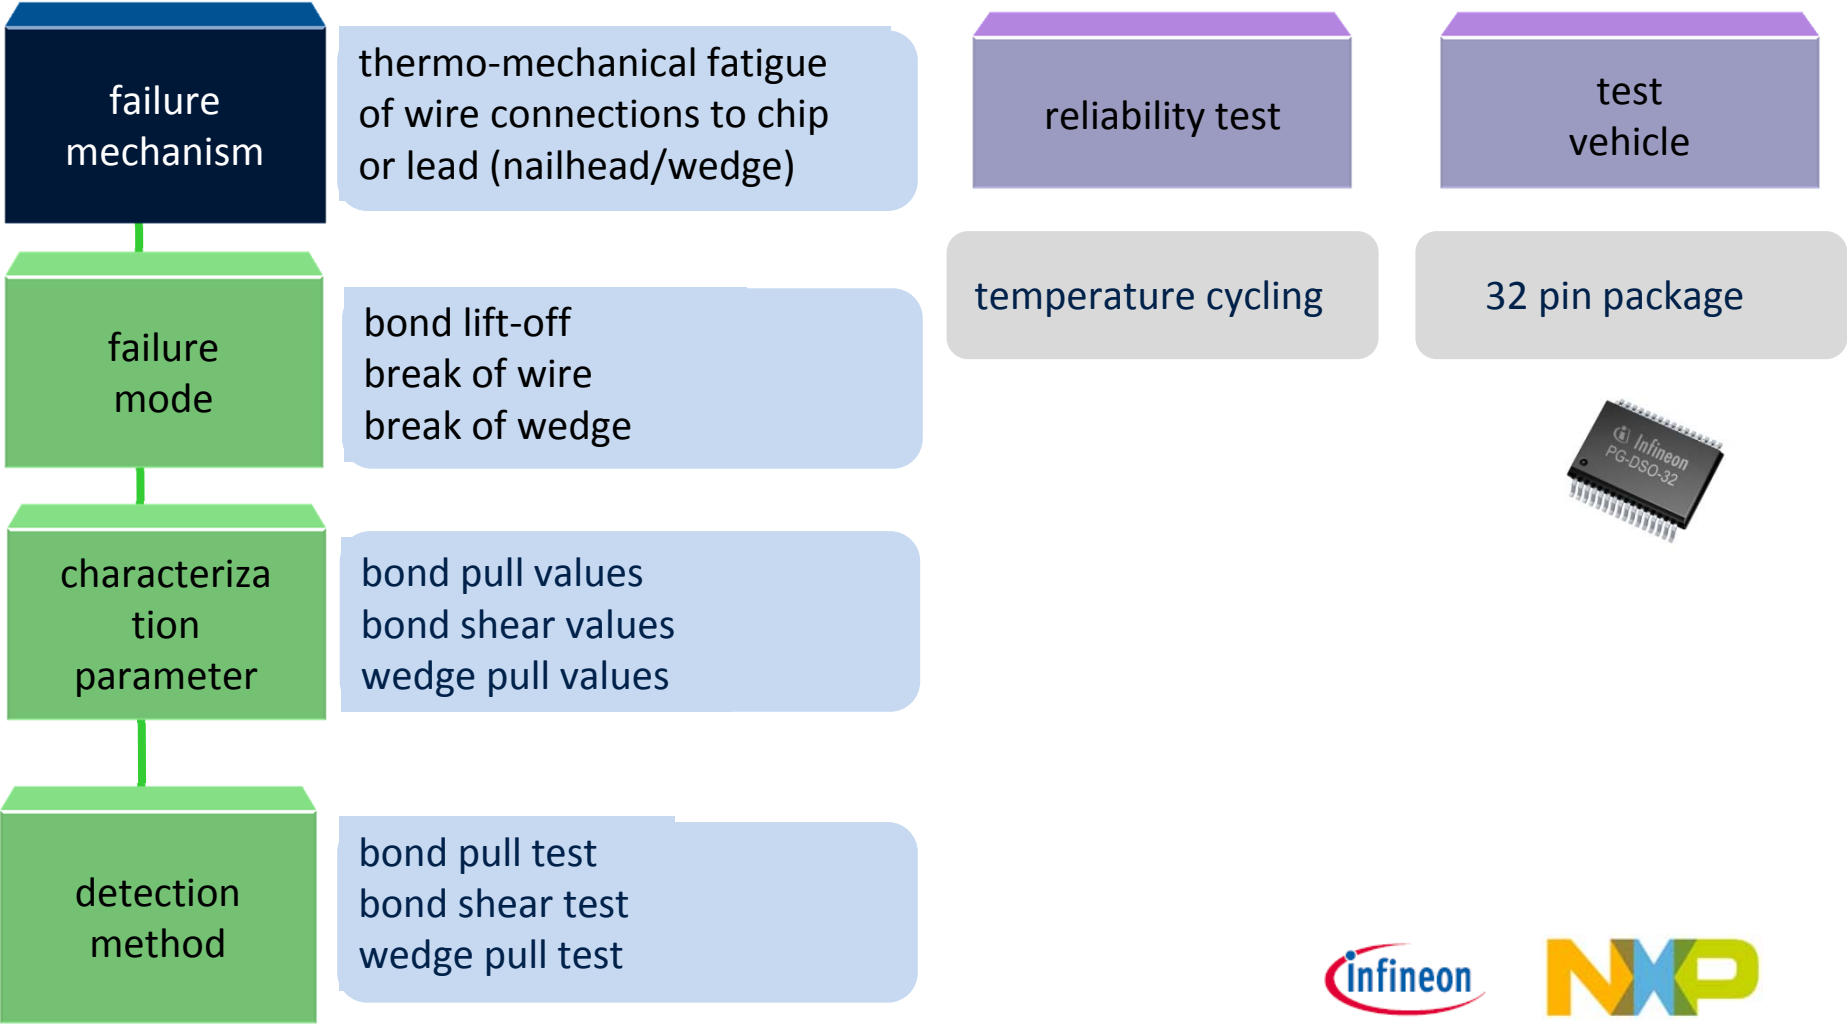 failure
mechanism
thermo-mechanical fatigue
of wire connections to chip
or lead (nailhead/wedge)
reliability test
test
vehicle
failure
mode
bond lift-off
break of wire
break of wedge
temperature cycling
32 pin package
Infineon
PG-DSO-32
characteriza
tion
parameter
bond pull values
bond shear values
wedge pull values
detection
method
bond pull test
bond shear test
wedge pull test
infineon
NXP